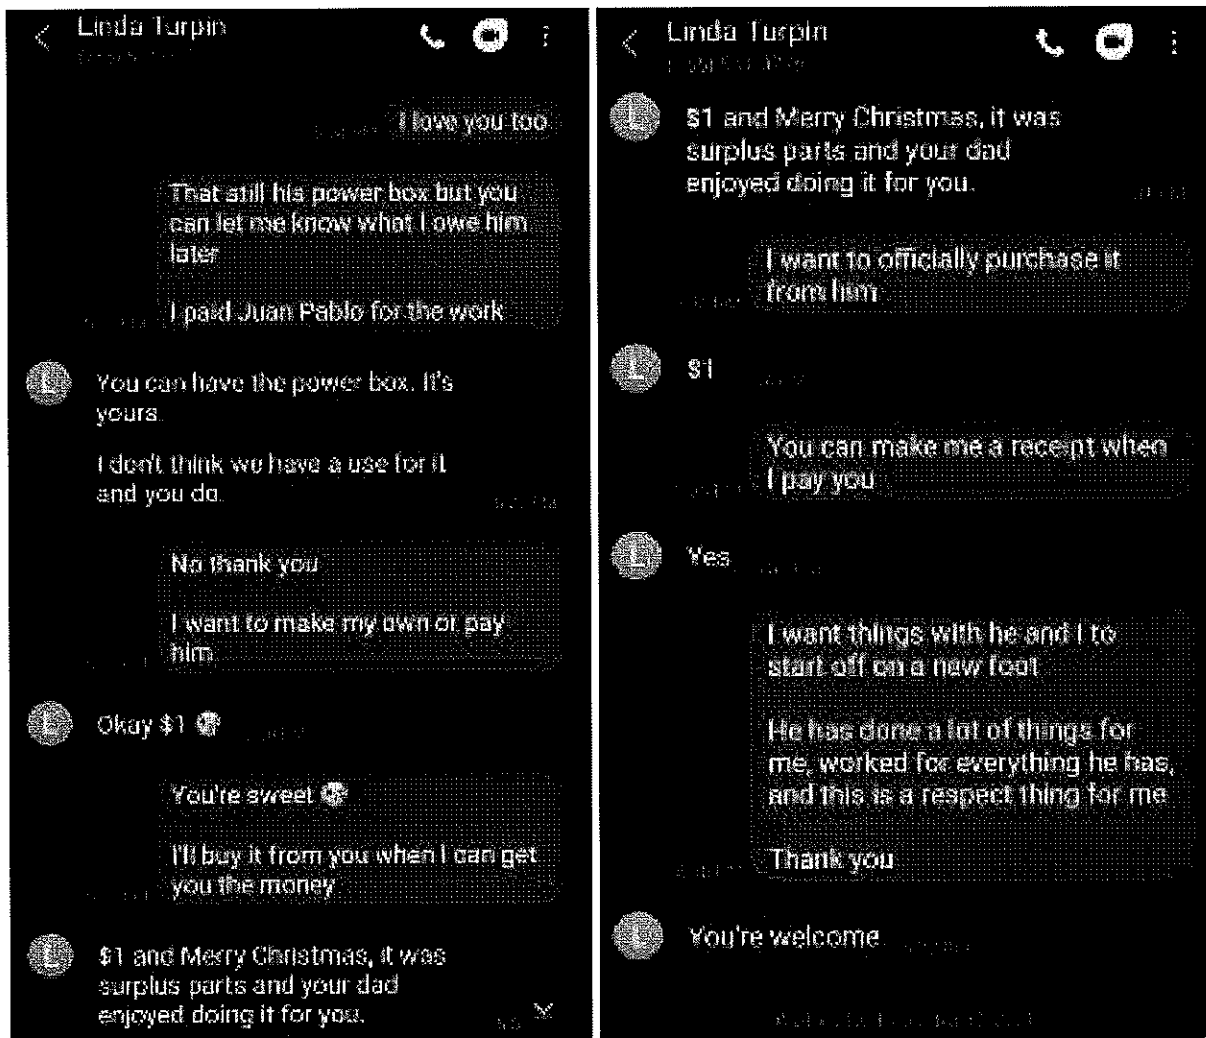 Linda Turpin
I love you too
That still his power box but you
can let me know what I owe him
later
I paid Juan Pablo for the work
L
You can have the power box. It's
yours.
I don't think we have a use for it
and you do.
No thank you
I want to make my own or pay
him
L
Okay $1
You're sweet
I'll buy it from you when I can get
you the money
L
$1 and Merry Christmas, it was
surplus parts and your dad
enjoyed doing it for you.
Linda Turpin
L
$1 and Merry Christmas, it was
surplus parts and your dad
enjoyed doing it for you.
I want to officially purchase it
from him
L
$1
You can make me a receipt when
I pay you
L
Yes
I want things with he and I to
start off on a new foot
He has done a lot of things for
me, worked for everything he has,
and this is a respect thing for me
Thank you
L
You're welcome